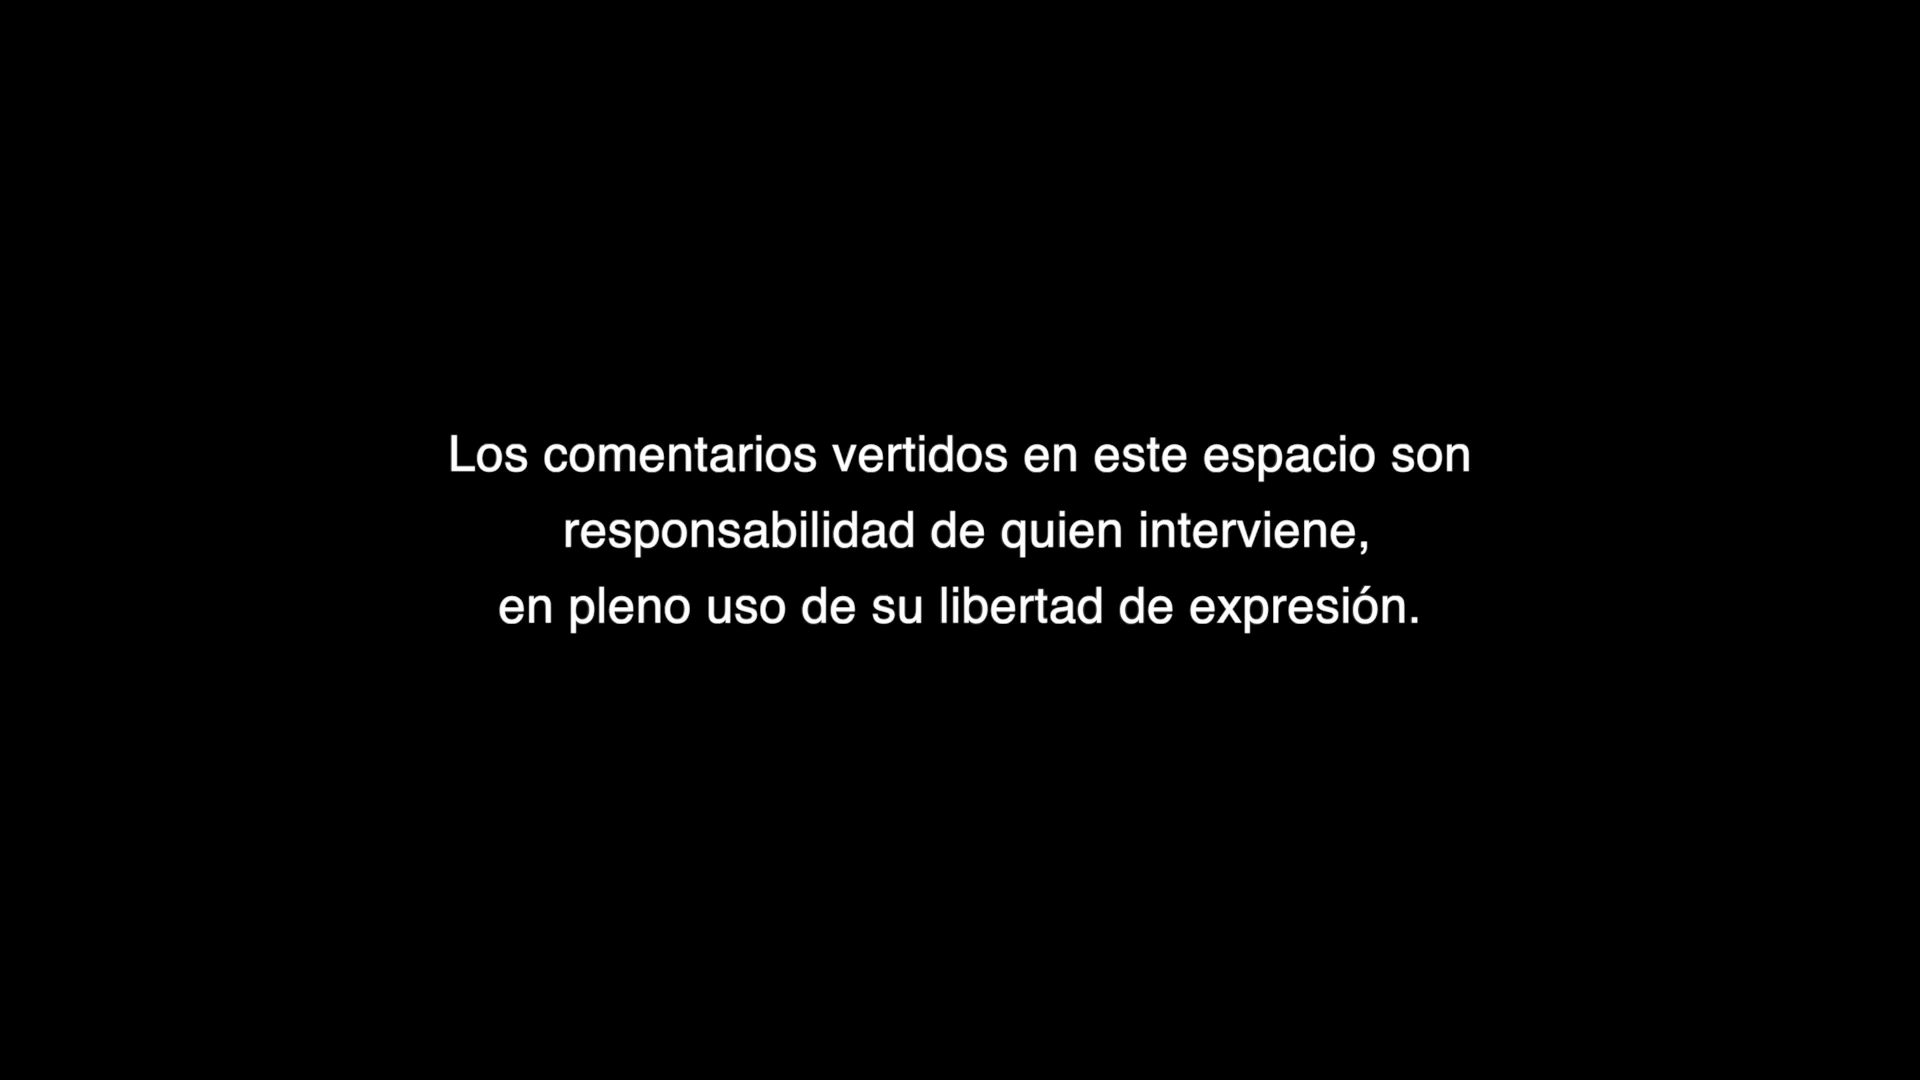 Los comentarios vertidos en este espacio son
responsabilidad de quien interviene,
en pleno uso de su libertad de expresión.